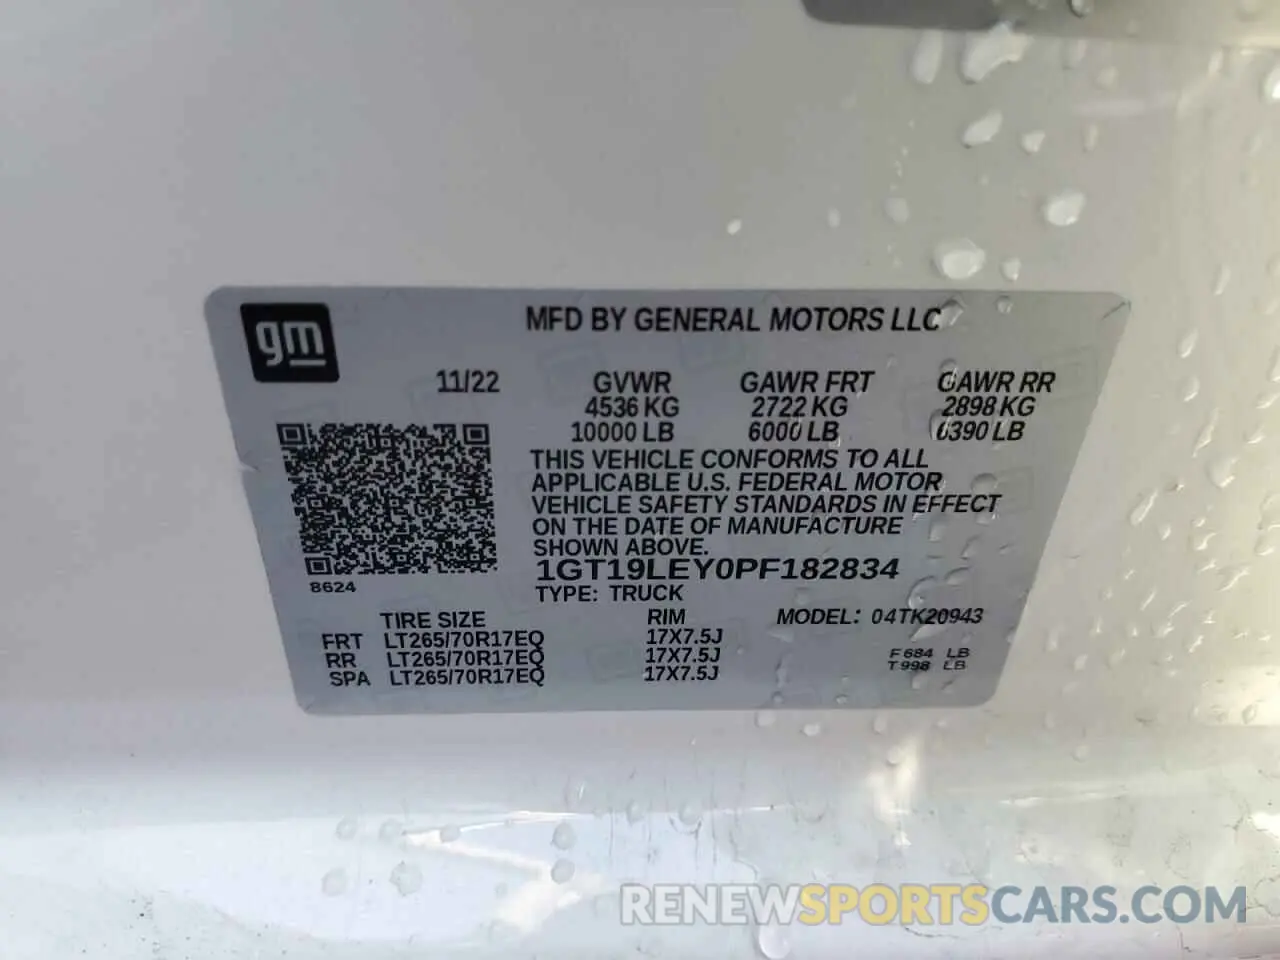 gm
MFD BY GENERAL MOTORS LLC
11/22 GVWR GAWR FRT GAWR RR
4536 KG 2722 KG 2898 KG
10000 LB 6000 LB 6390 LB
THIS VEHICLE CONFORMS TO ALL
APPLICABLE U.S. FEDERAL MOTOR
VEHICLE SAFETY STANDARDS IN EFFECT
ON THE DATE OF MANUFACTURE
SHOWN ABOVE.
1GT19LEY0PF182834
8624
TYPE: TRUCK
TIRE SIZE RIM MODEL: 04TK20943
FRT LT265/70R17EQ 17X7.5J
RR LT265/70R17EQ 17X7.5J F684 LB
SPA LT265/70R17EQ 17X7.5J T998 LB
RENEWSPORTSCARS.COM